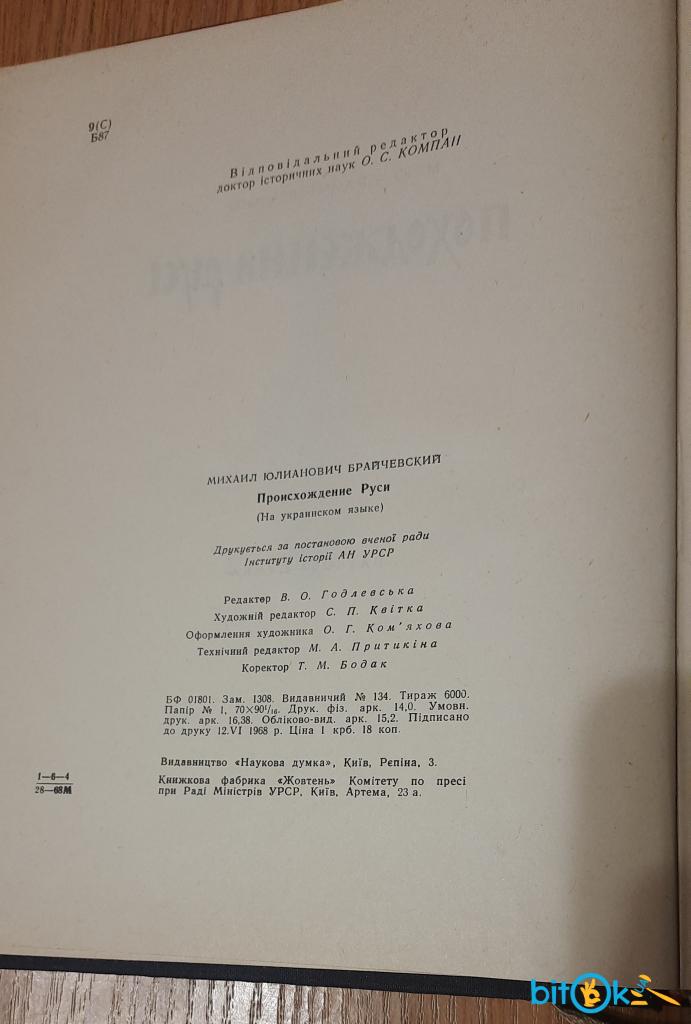 9(С)
Б87
Відповідальний редактор
доктор історичних наук О. С. КОМПАН
походження русі
МИХАИЛ ЮЛИАНОВИЧ БРАЙЧЕВСКИЙ
Происхождение Руси
(На украинском языке)
Друкується за постановою вченої ради
Інституту історії АН УРСР
Редактор В. О. Годлевська
Художній редактор С. П. Квітка
Оформлення художника О. Г. Ком'яхова
Технічний редактор М. А. Притикіна
Коректор Т. М. Бодак
БФ 01801. Зам. 1308. Видавничий № 134. Тираж 6000.
Папір № 1, 70×90¹/₁₆. Друк. фіз. арк. 14,0. Умовн.
друк. арк. 16,38. Обліково-вид. арк. 15,2. Підписано
до друку 12.VI 1968 р. Ціна 1 крб. 18 коп.
Видавництво «Наукова думка», Київ, Рєпіна, 3.
1—6—4
28—68М
Книжкова фабрика «Жовтень» Комітету по пресі
при Раді Міністрів УРСР, Київ, Артема, 23 а.
bitok